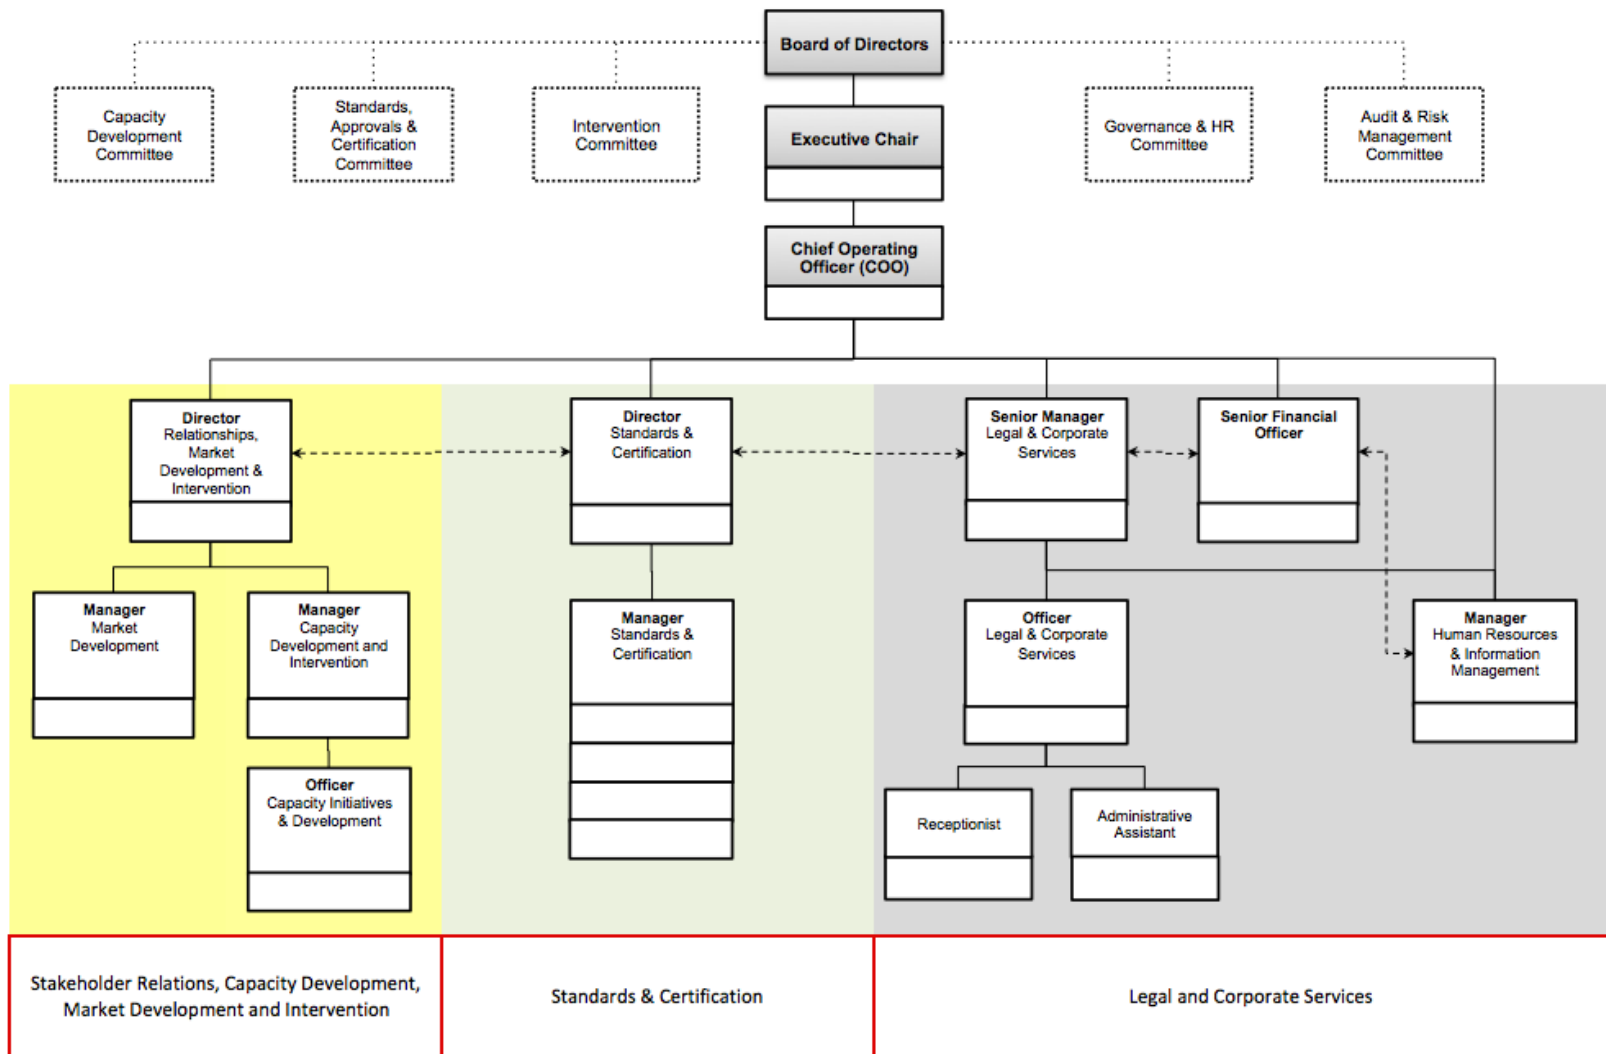 Board of Directors
Capacity
Development
Committee
Standards,
Approvals &
Certification
Committee
Intervention
Committee
Executive Chair
Governance & HR
Committee
Audit & Risk
Management
Committee
Chief Operating
Officer (COO)
Director
Relationships,
Market
Development &
Intervention
Director
Standards &
Certification
Senior Manager
Legal & Corporate
Services
Senior Financial
Officer
Manager
Market
Development
Manager
Capacity
Development and
Intervention
Manager
Standards &
Certification
Officer
Legal & Corporate
Services
Manager
Human Resources
& Information
Management
Officer
Capacity Initiatives
& Development
Receptionist
Administrative
Assistant
Stakeholder Relations, Capacity Development,
Market Development and Intervention
Standards & Certification
Legal and Corporate Services